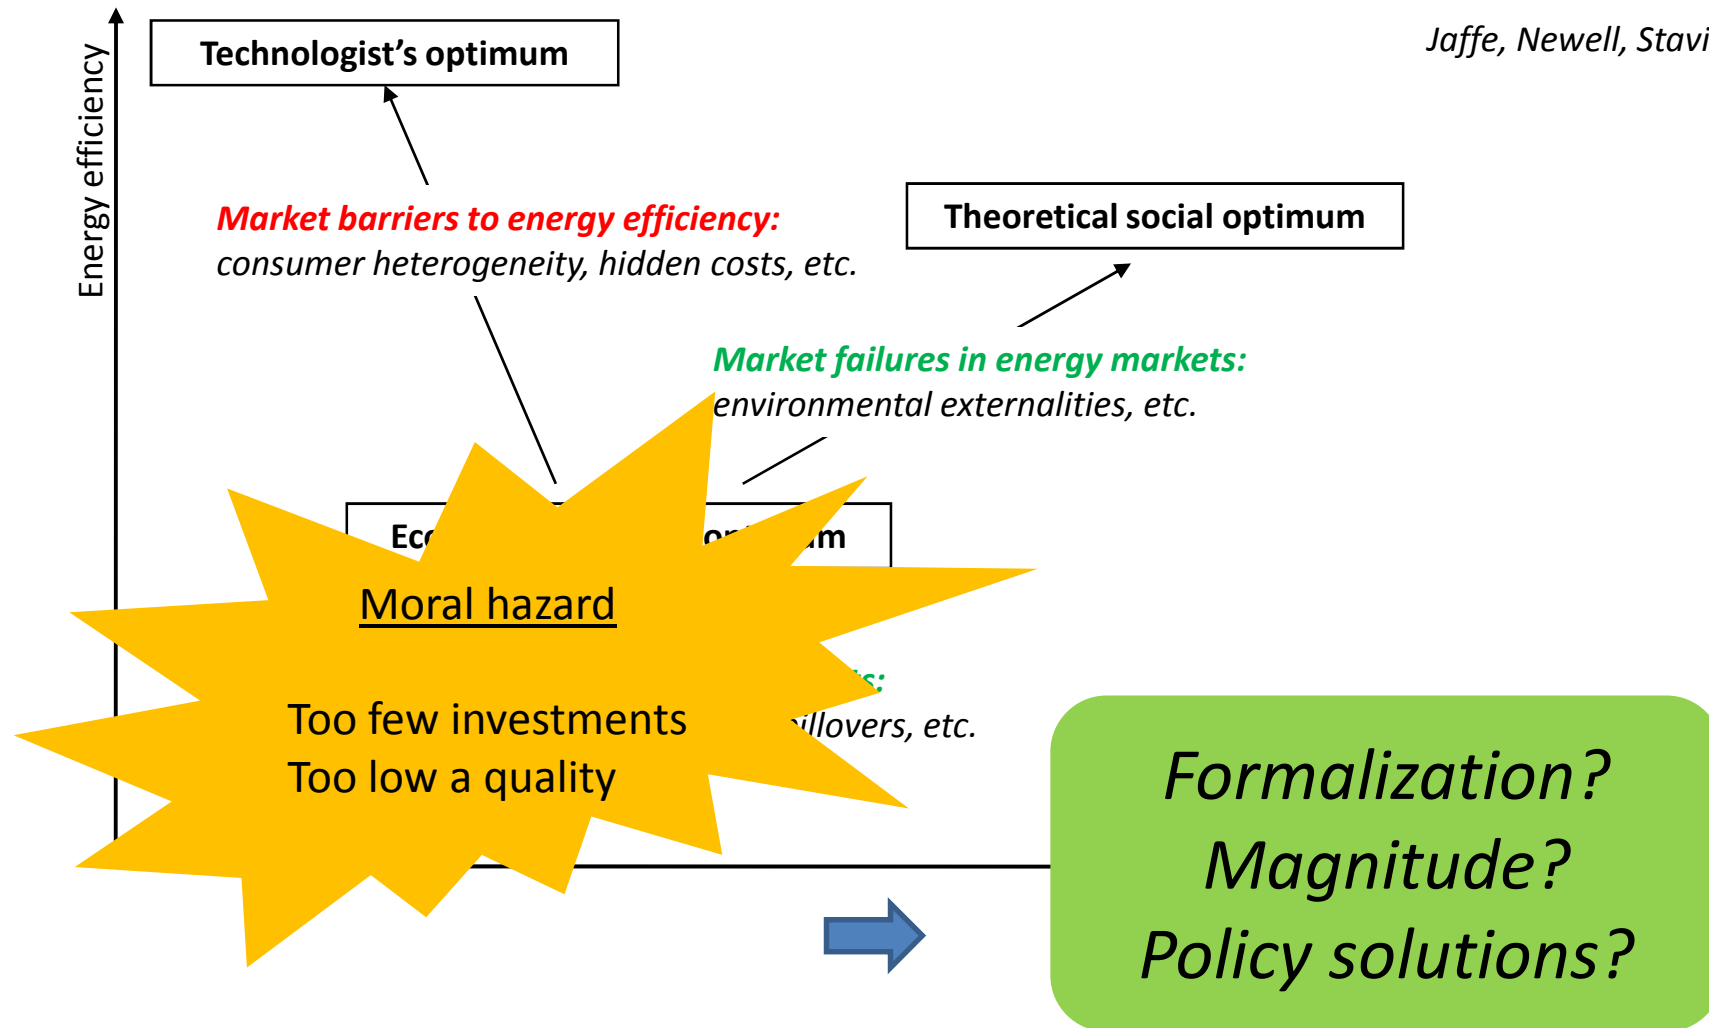 Energy efficiency
Technologist's optimum
Jaffe, Newell, Stavi
Market barriers to energy efficiency:
consumer heterogeneity, hidden costs, etc.
Theoretical social optimum
Market failures in energy markets:
environmental externalities, etc.
Moral hazard
Too few investments
Too low a quality
etc.
Formalization?
Magnitude?
Policy solutions?